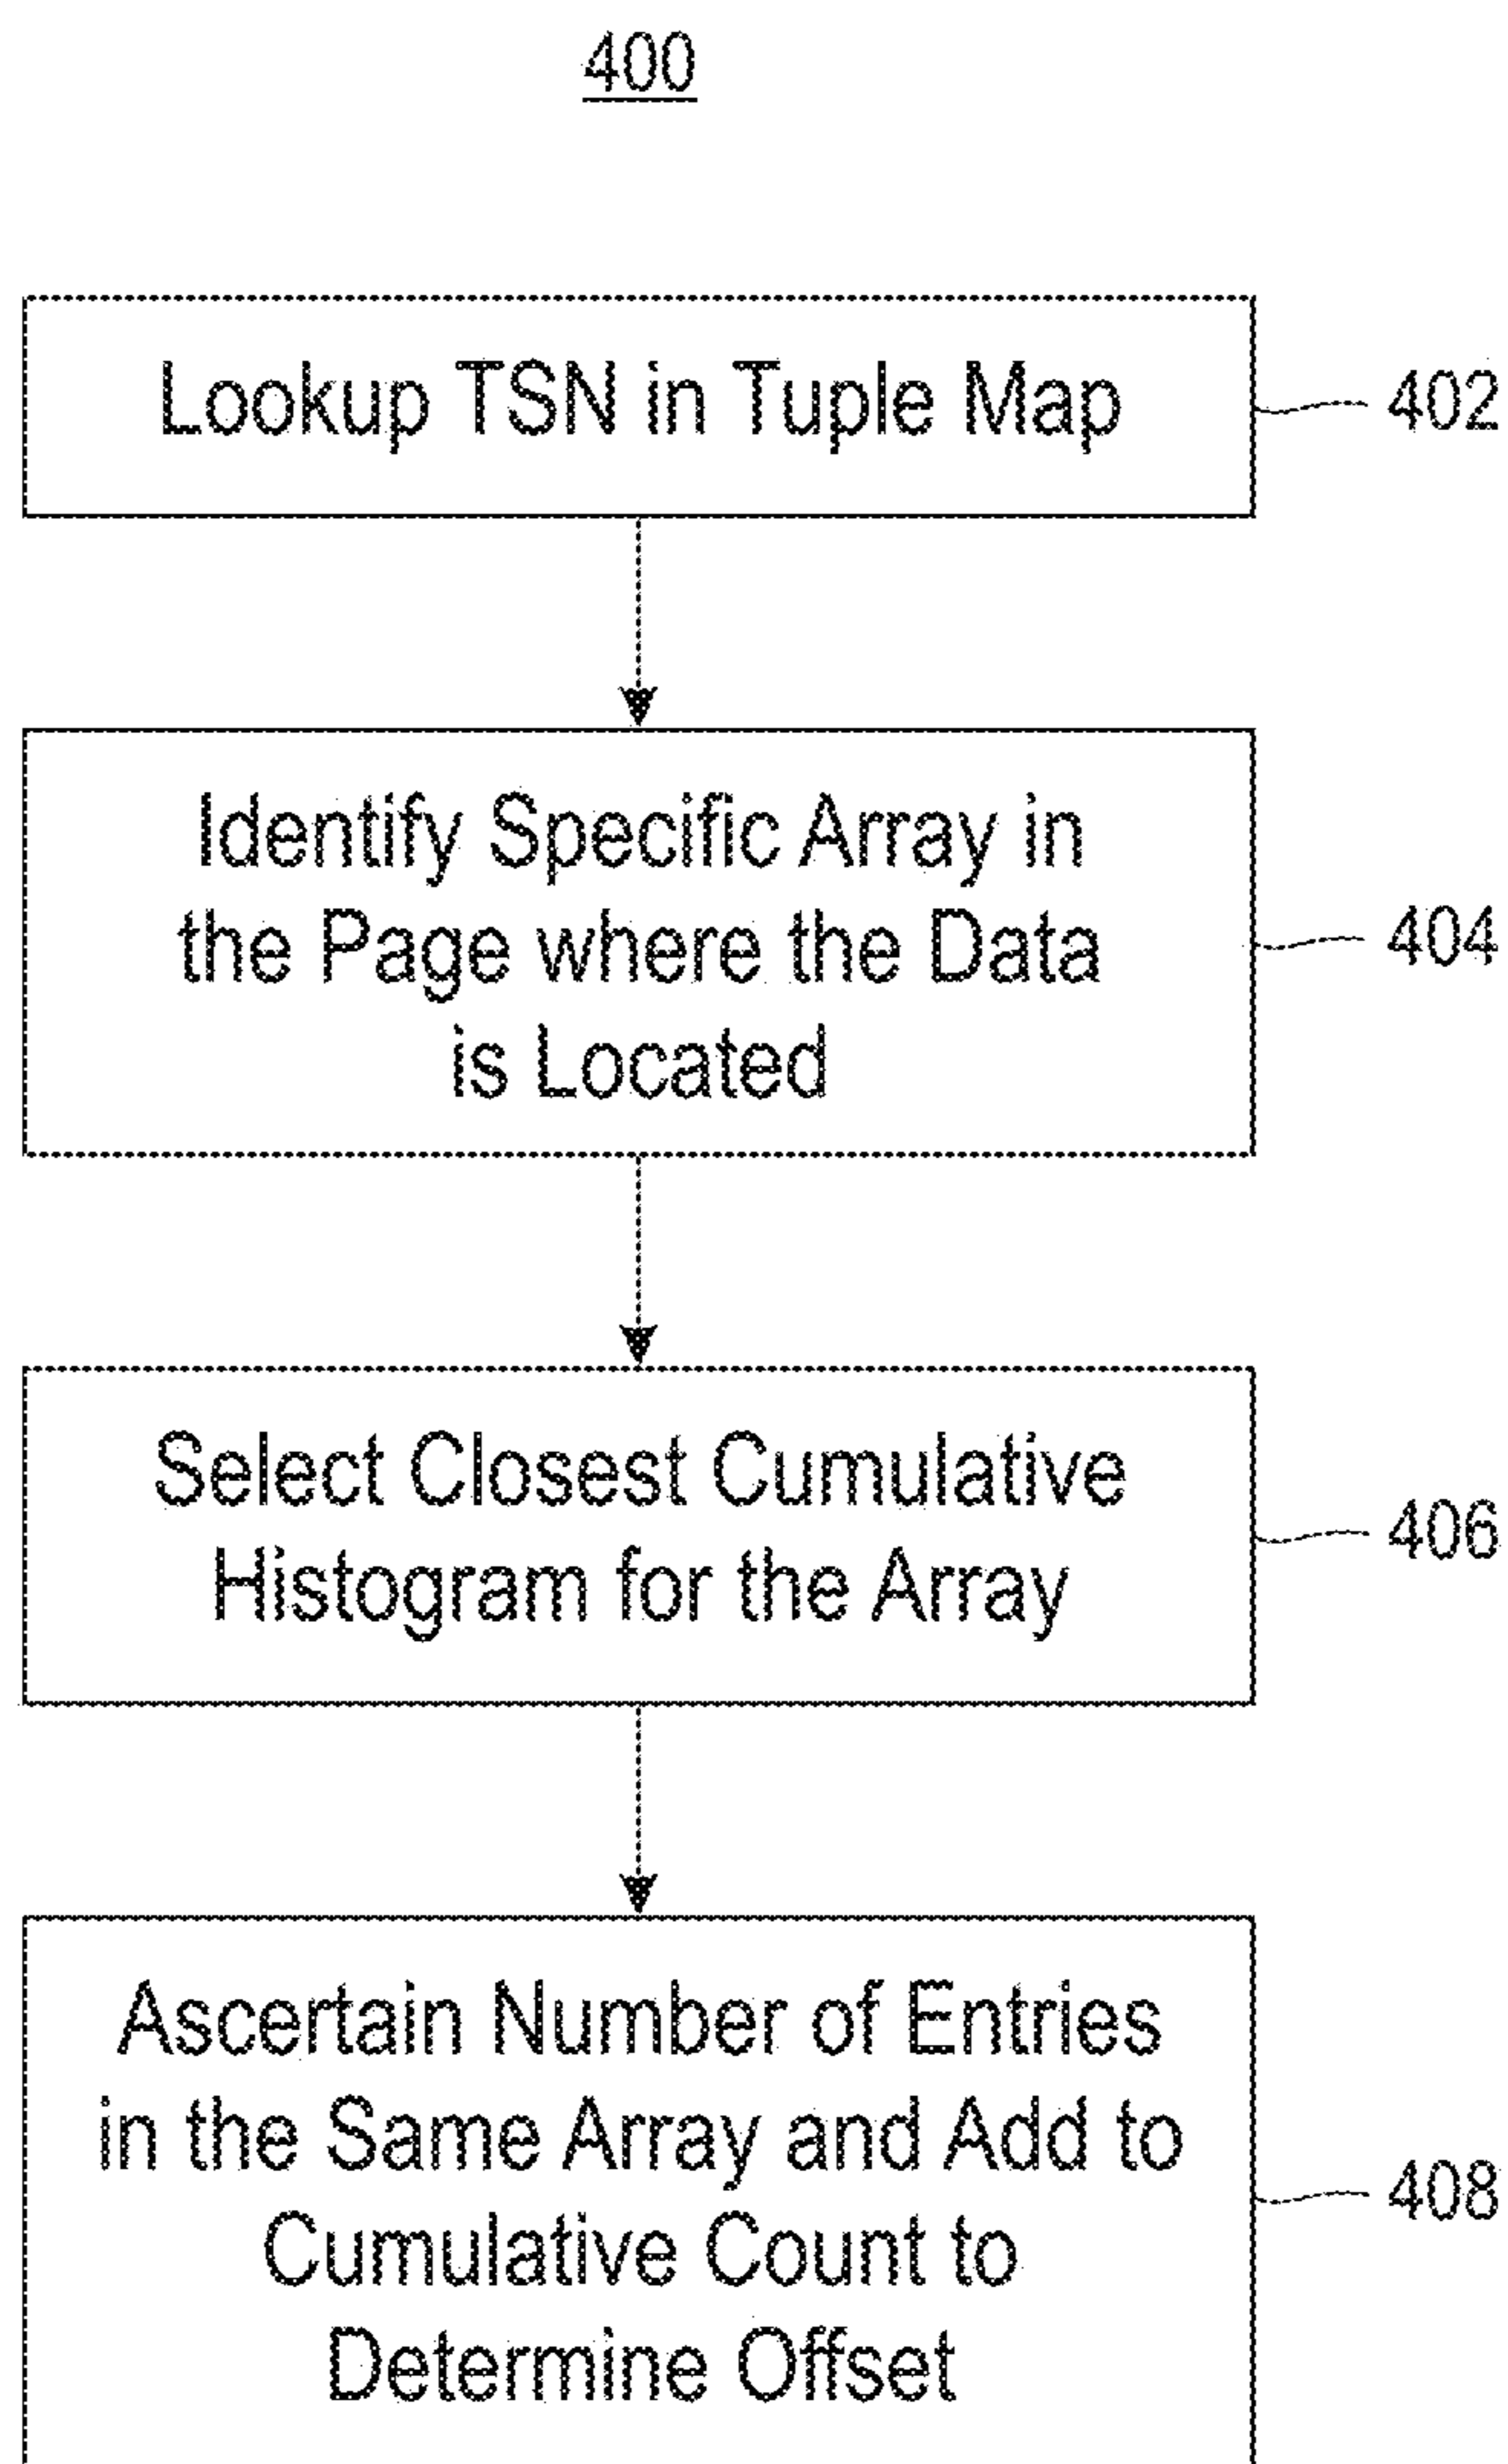 400
Lookup TSN in Tuple Map
402
Identify Specific Array in
the Page where the Data
is Located
404
Select Closest Cumulative
Histogram for the Array
406
Ascertain Number of Entries
in the Same Array and Add to
Cumulative Count to
Determine Offset
408